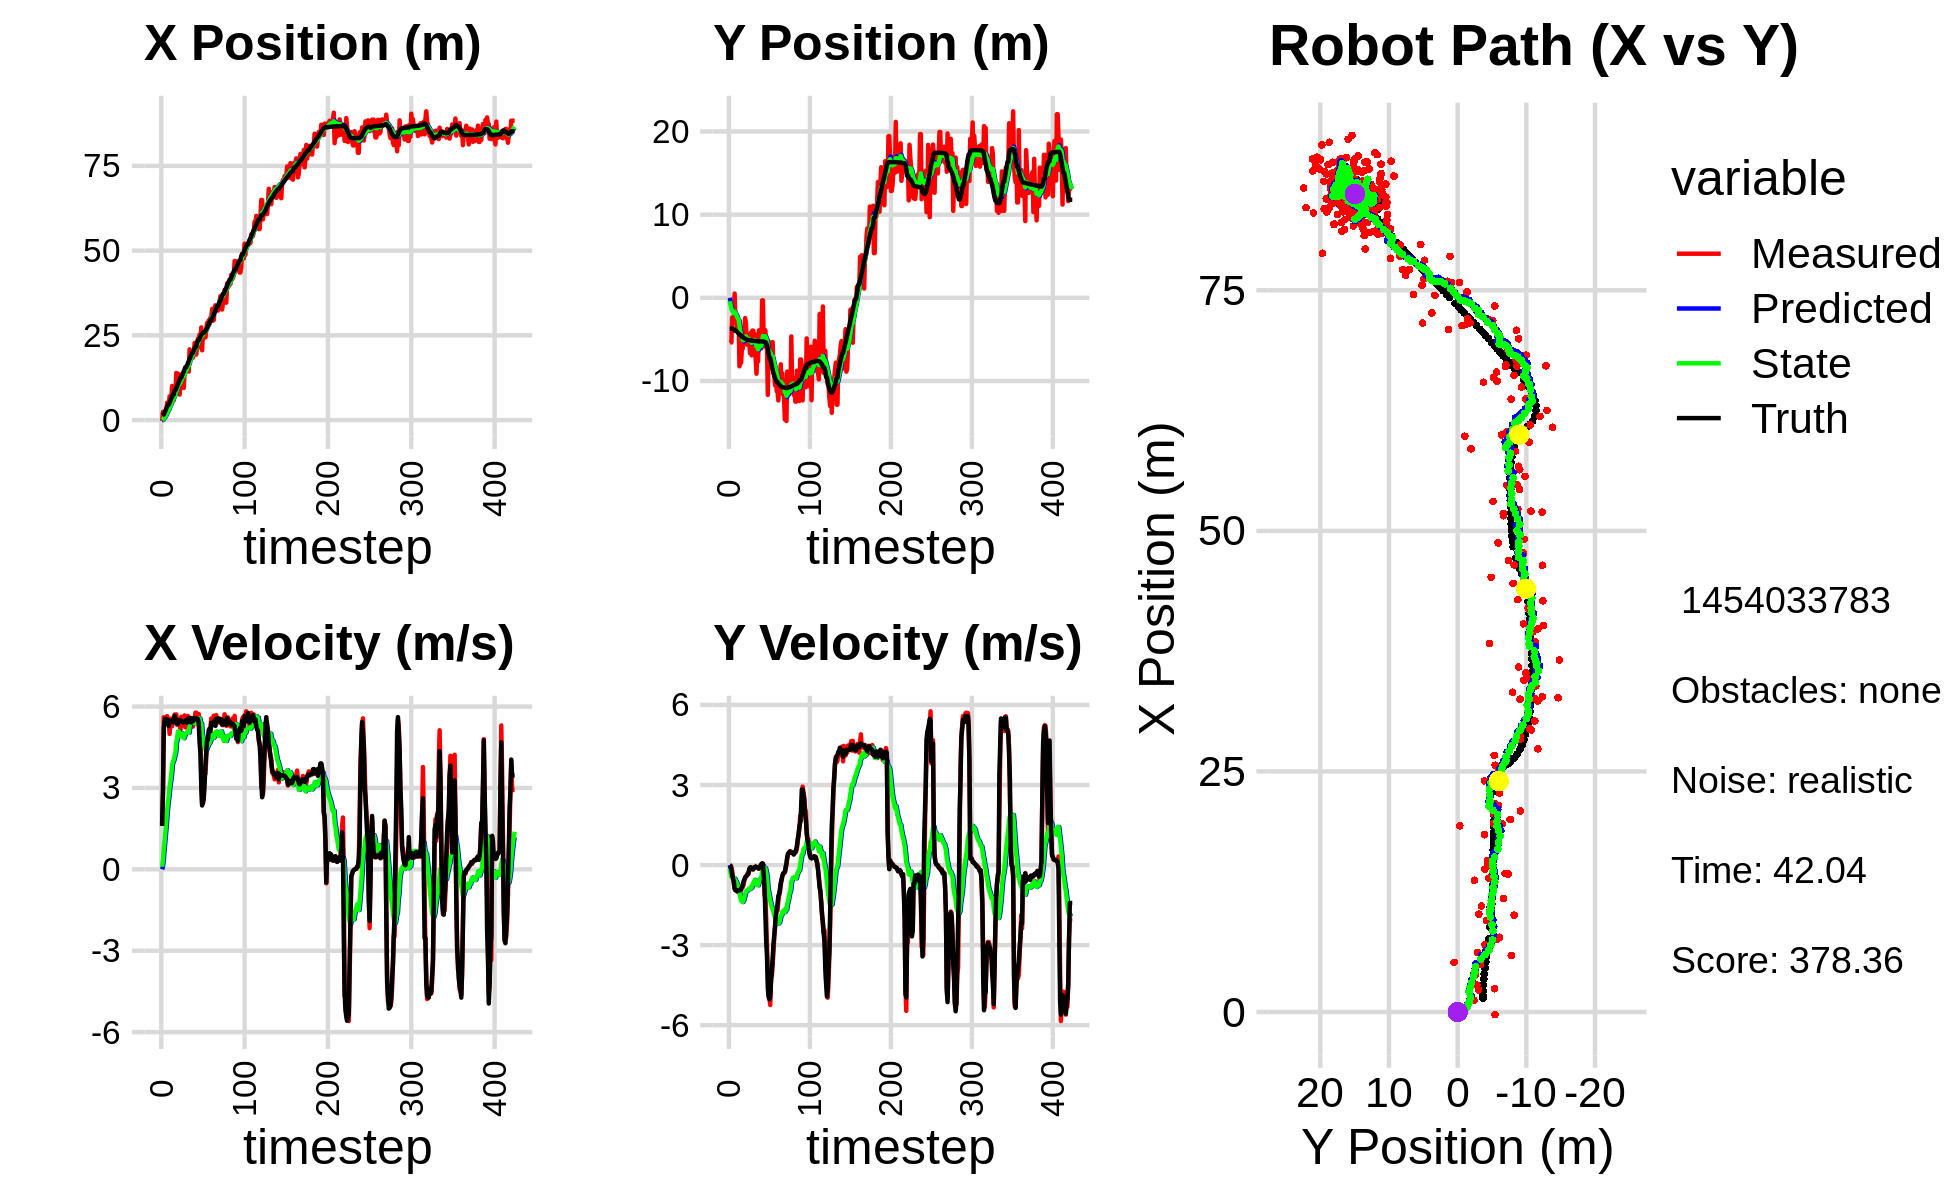 X Position (m)
75
50
25
0
0
100
200
300
400
timestep
Y Position (m)
20
10
0
-10
0
100
200
300
400
timestep
X Velocity (m/s)
6
3
0
-3
-6
0
100
200
300
400
timestep
Y Velocity (m/s)
6
3
0
-3
-6
0
100
200
300
400
timestep
Robot Path (X vs Y)
X Position (m)
75
50
25
0
20 10 0 -10 -20
Y Position (m)
variable
Measured
Predicted
State
Truth
1454033783
Obstacles: none
Noise: realistic
Time: 42.04
Score: 378.36